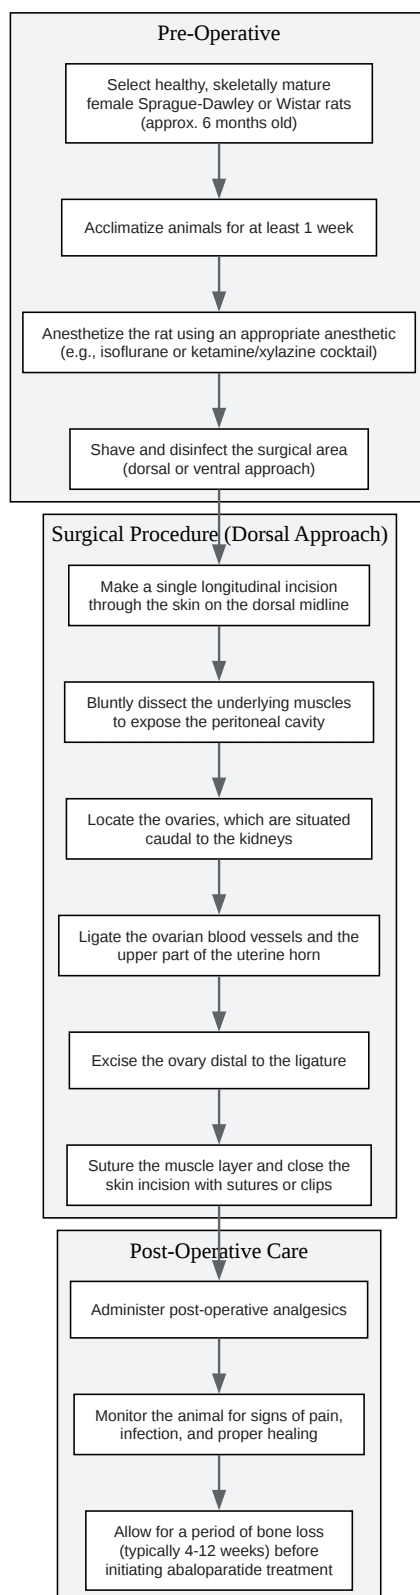 Pre-Operative
Select healthy, skeletally mature
female Sprague-Dawley or Wistar rats
(approx. 6 months old)
Acclimatize animals for at least 1 week
Anesthetize the rat using an appropriate anesthetic
(e.g., isoflurane or ketamine/xylazine cocktail)
Shave and disinfect the surgical area
(dorsal or ventral approach)
Surgical Procedure (Dorsal Approach)
Make a single longitudinal incision
through the skin on the dorsal midline
Bluntly dissect the underlying muscles
to expose the peritoneal cavity
Locate the ovaries, which are situated
caudal to the kidneys
Ligate the ovarian blood vessels and the
upper part of the uterine horn
Excise the ovary distal to the ligature
Suture the muscle layer and close the
skin incision with sutures or clips
Post-Operative Care
Administer post-operative analgesics
Monitor the animal for signs of pain,
infection, and proper healing
Allow for a period of bone loss
(typically 4-12 weeks) before
initiating abaloparatide treatment